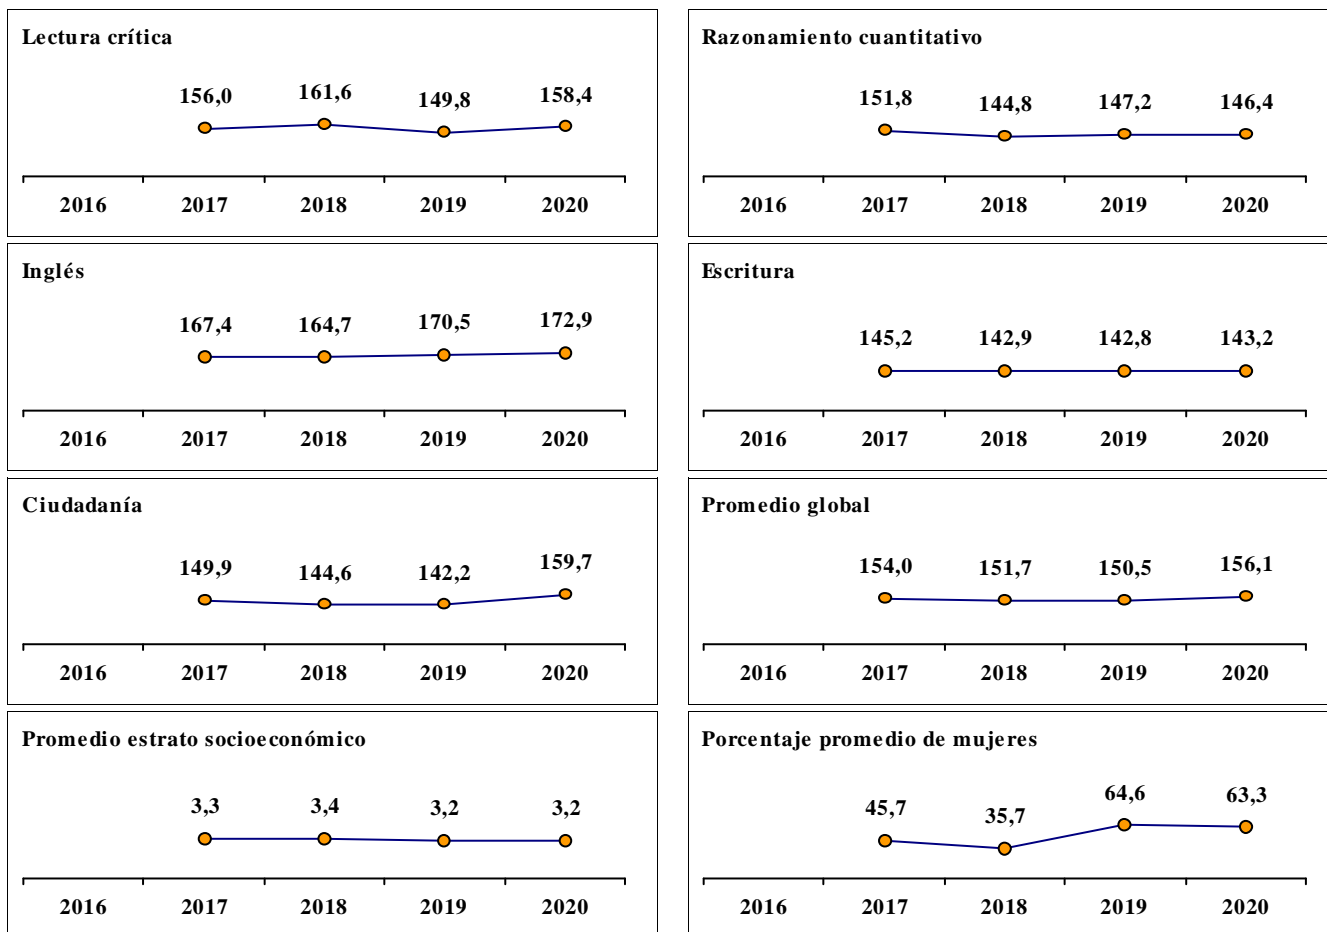 Lectura crítica
156,0 161,6 149,8 158,4
2016 2017 2018 2019 2020
Razonamiento cuantitativo
151,8 144,8 147,2 146,4
2016 2017 2018 2019 2020
Inglés
167,4 164,7 170,5 172,9
2016 2017 2018 2019 2020
Escritura
145,2 142,9 142,8 143,2
2016 2017 2018 2019 2020
Ciudadanía
149,9 144,6 142,2 159,7
2016 2017 2018 2019 2020
Promedio global
154,0 151,7 150,5 156,1
2016 2017 2018 2019 2020
Promedio estrato socioeconómico
3,3 3,4 3,2 3,2
2016 2017 2018 2019 2020
Porcentaje promedio de mujeres
45,7 35,7 64,6 63,3
2016 2017 2018 2019 2020